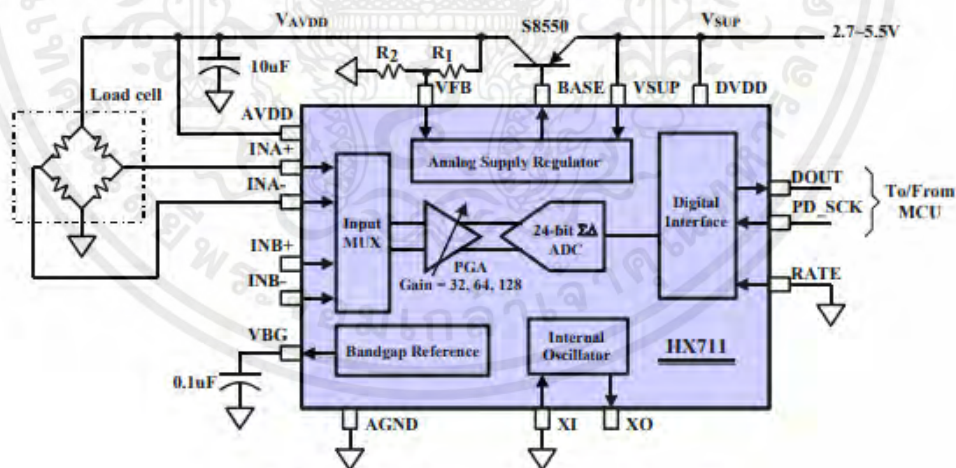 VAVDD
S8550
VSUP
2.7~5.5V
R2
R1
10uF
VFB
BASE
VSUP
DVDD
Load cell
AVDD
INA+
INA-
INB+
INB-
Analog Supply Regulator
Input
MUX
PGA
Gain = 32, 64, 128
24-bit ΣΔ
ADC
Digital
Interface
DOUT
PD_SCK
To/From
MCU
RATE
VBG
0.1uF
Bandgap Reference
Internal
Oscillator
HX711
AGND
XI
XO